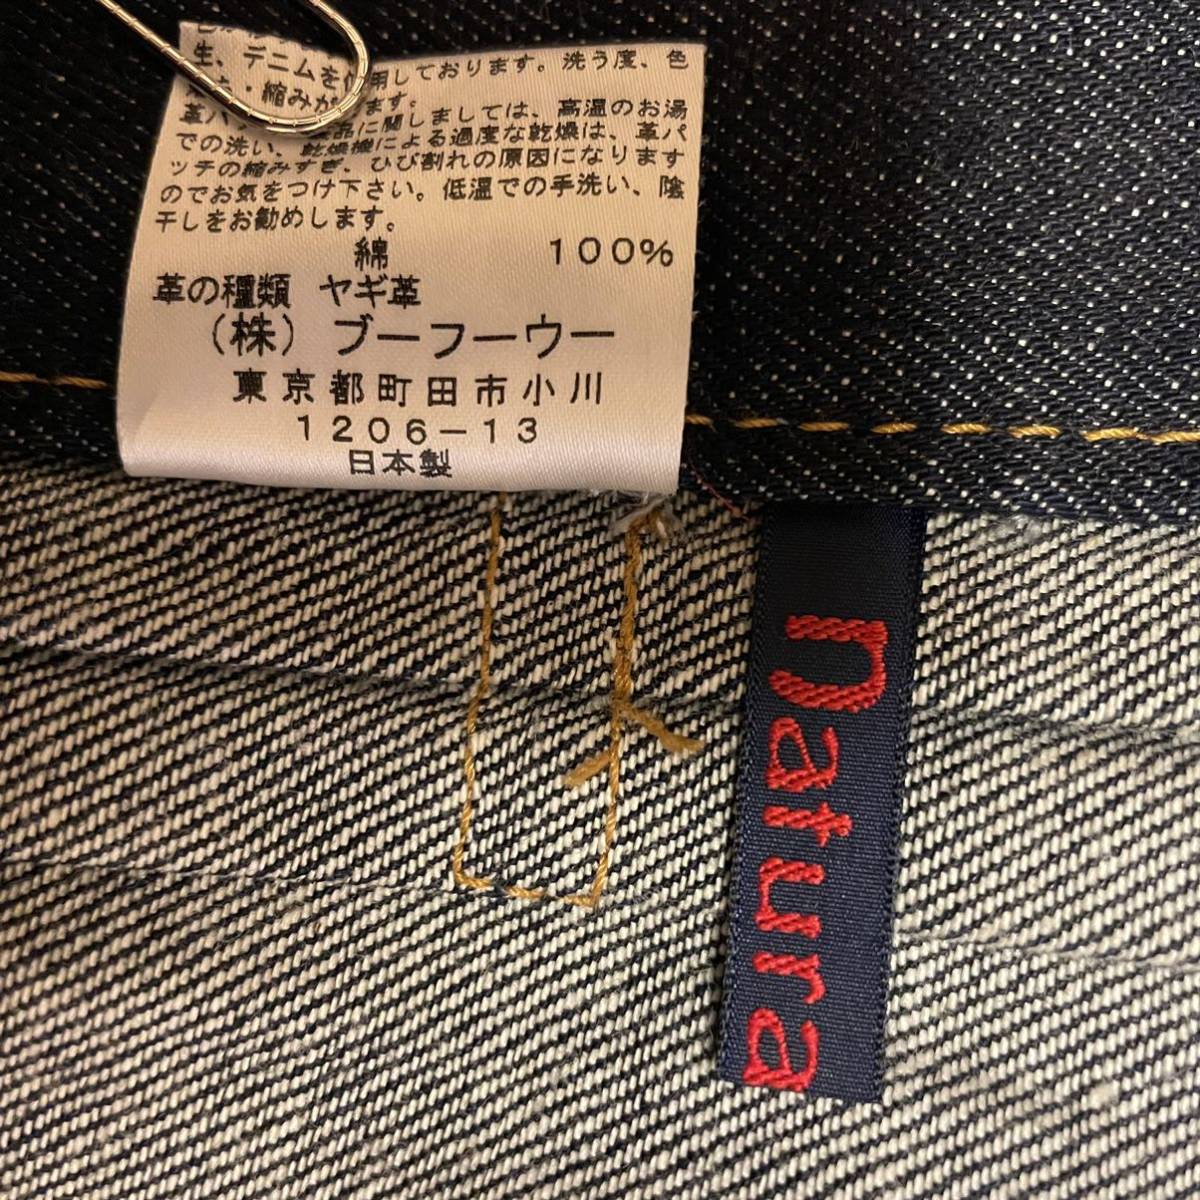 生、デニムを使用しております。洗う度、色
・縮みが ます。
革パ 品に関しましては、高温のお湯
での洗い、乾燥機による過度な乾燥は、革パ
ッチの縮みすぎ、ひび割れの原因になります
のでお気をつけ下さい。低温での手洗い、陰
干しをお勧めします。
綿 100%
革の種類 ヤギ革
(株) ブーフーウー
東京都町田市小川
1206-13
日本製
natura